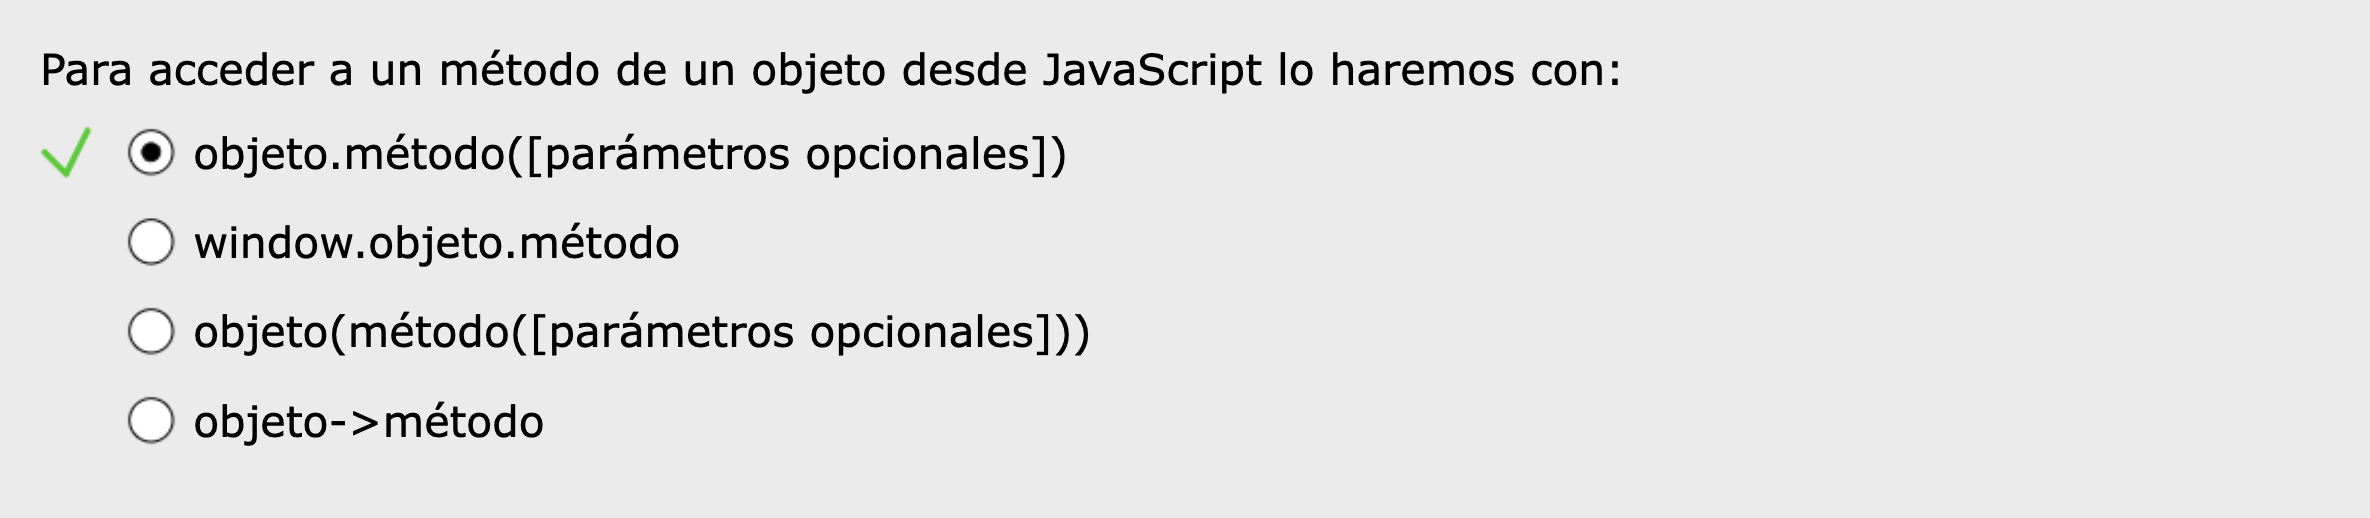 Para acceder a un método de un objeto desde JavaScript lo haremos con:
objeto.método([parámetros opcionales])
window.objeto.método
objeto(método([parámetros opcionales]))
objeto->método